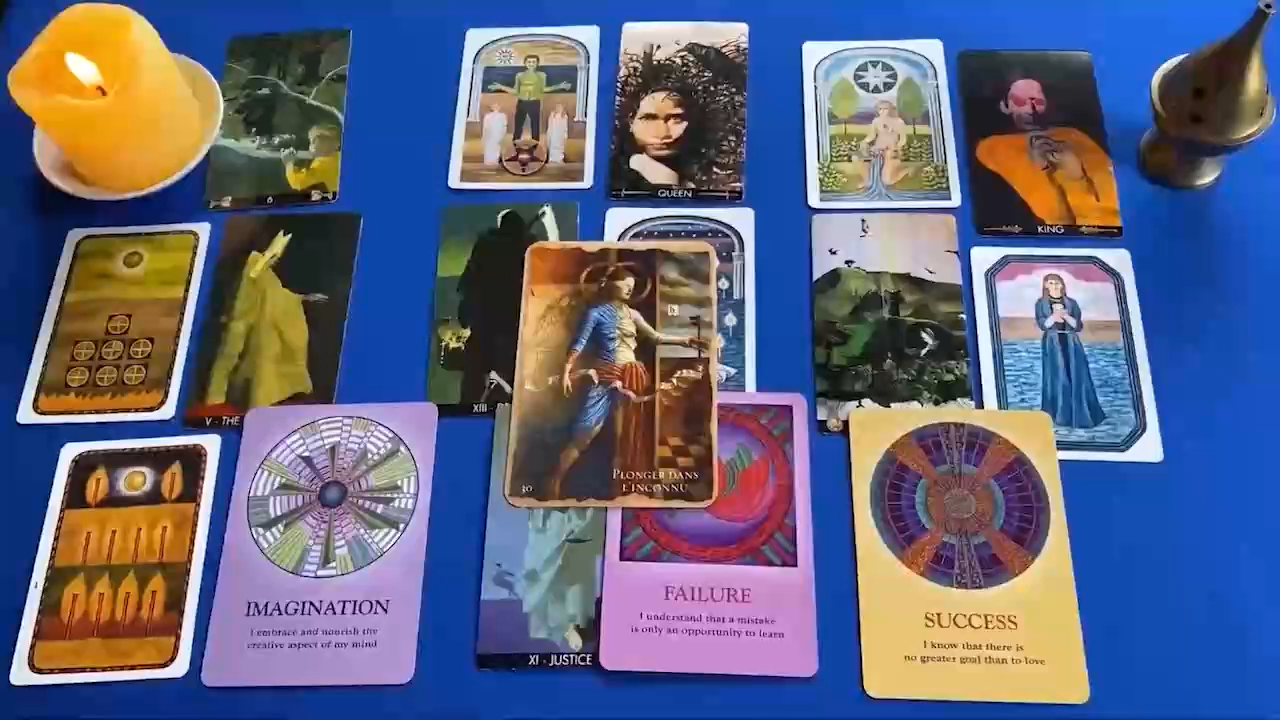 6
QUEEN
KING
V - THE
XIII -
30
PLONGER DANS
L'INCONNU
IMAGINATION
I embrace and nourish the
creative aspect of my mind
XI - JUSTICE
FAILURE
I understand that a mistake
is only an opportunity to learn
SUCCESS
I know that there is
no greater goal than to love